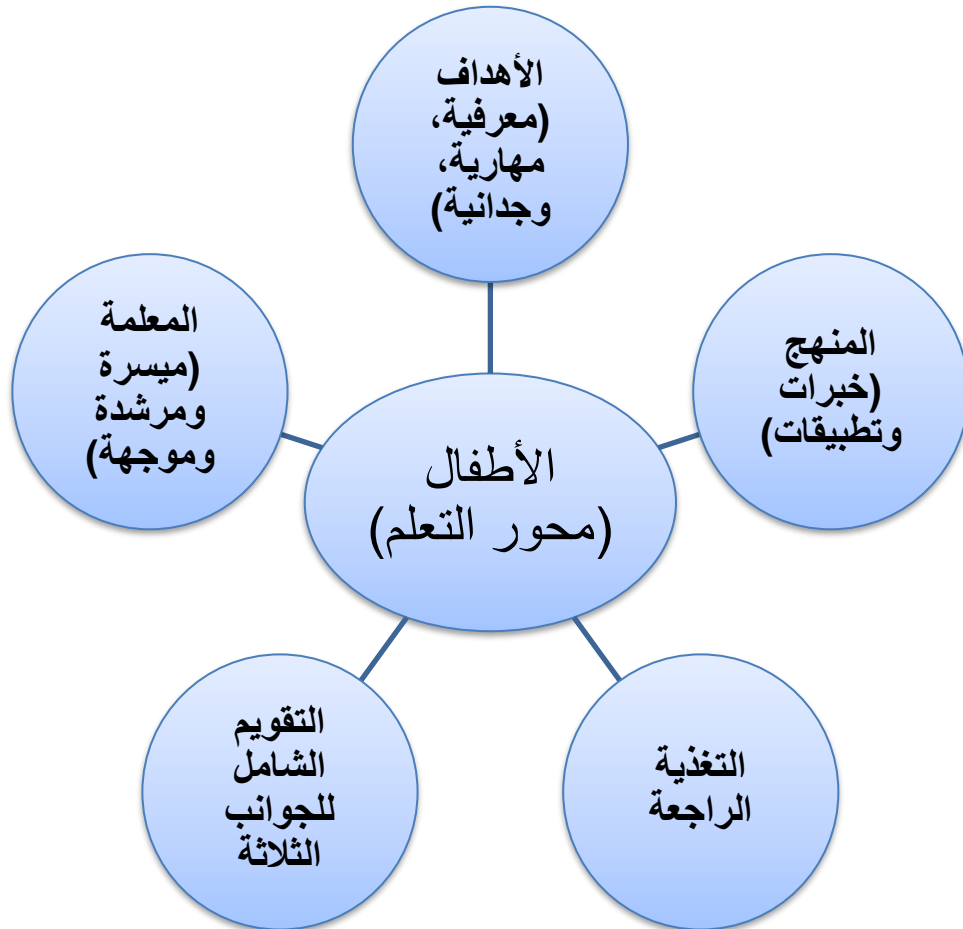 الأهداف
(معرفية،
مهارية،
وجدانية)
المنهج
(خبرات
وتطبيقات)
المعلمة
(ميسرة
ومرشدة
وموجهة)
الأطفال
(محور التعلم)
التغذية
الراجعة
التقويم
الشامل
للجوانب
الثلاثة